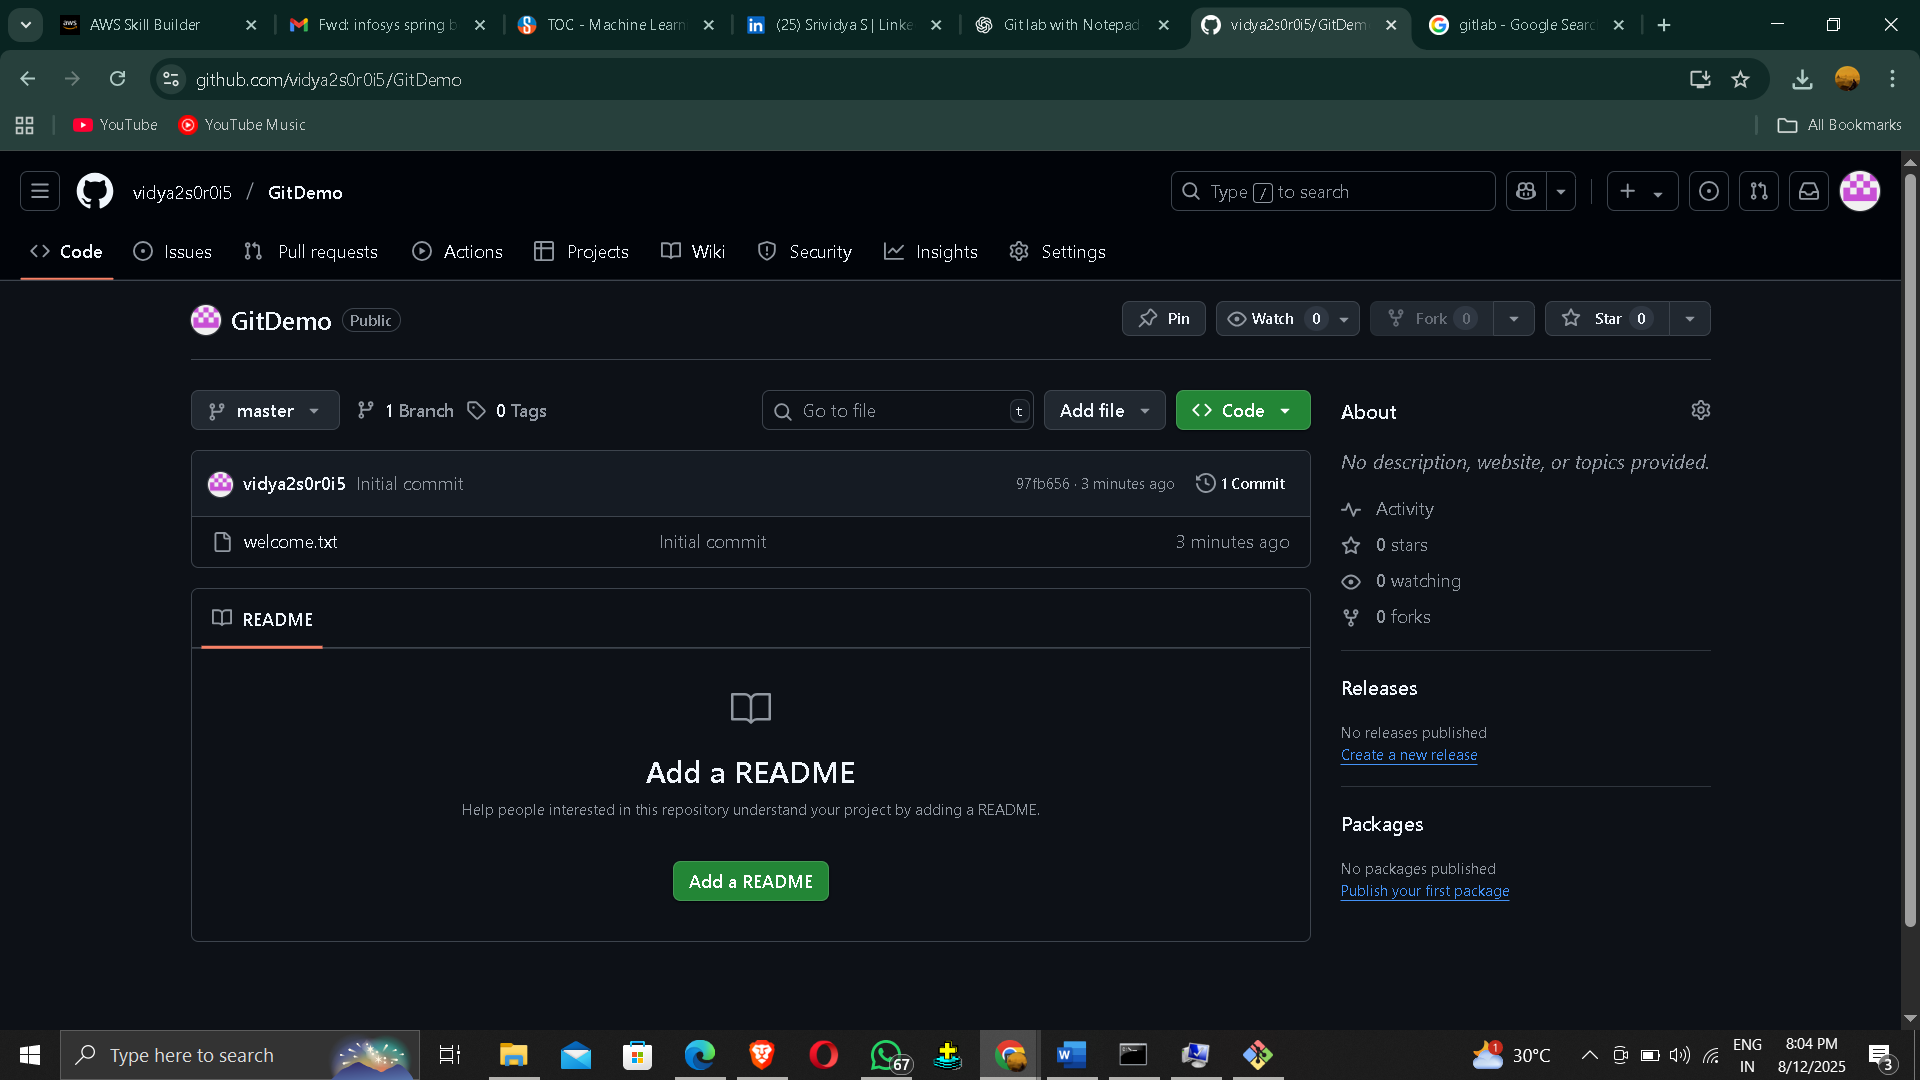 AWS Skill Builder
Fwd: infosys spring b
TOC - Machine Learni
(25) Srividya S | Linke
Git lab with Notepad
vidya2s0r0i5/GitDem
gitlab - Google Searc
github.com/vidya2s0r0i5/GitDemo
YouTube
YouTube Music
All Bookmarks
vidya2s0r0i5 / GitDemo
Type / to search
Code
Issues
Pull requests
Actions
Projects
Wiki
Security
Insights
Settings
GitDemo Public
Pin
Watch 0
Fork 0
Star 0
master
1 Branch
0 Tags
Go to file t
Add file
Code
vidya2s0r0i5 Initial commit 97fb656 · 3 minutes ago 1 Commit
welcome.txt Initial commit 3 minutes ago
README
Add a README
Help people interested in this repository understand your project by adding a README.
Add a README
About
No description, website, or topics provided.
Activity
0 stars
0 watching
0 forks
Releases
No releases published
Create a new release
Packages
No packages published
Publish your first package
Type here to search
67
1
30°C
ENG
IN
8:04 PM
8/12/2025
3